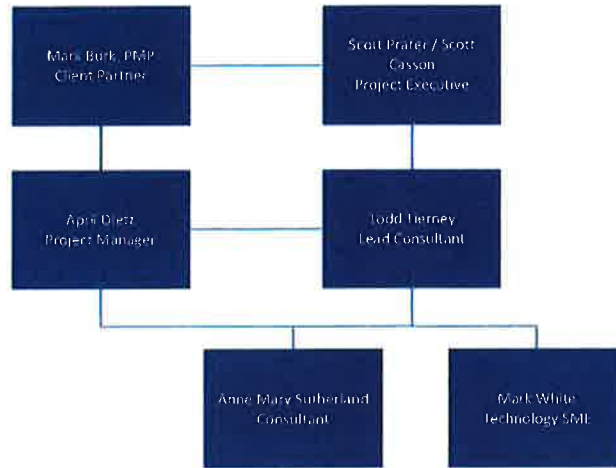 Mark Burk, PMP
Client Partner
Scott Prater / Scott
Casson
Project Executive
April Dietz
Project Manager
Todd Tierney
Lead Consultant
Anne Mary Sutherland
Consultant
Mark White
Technology SME